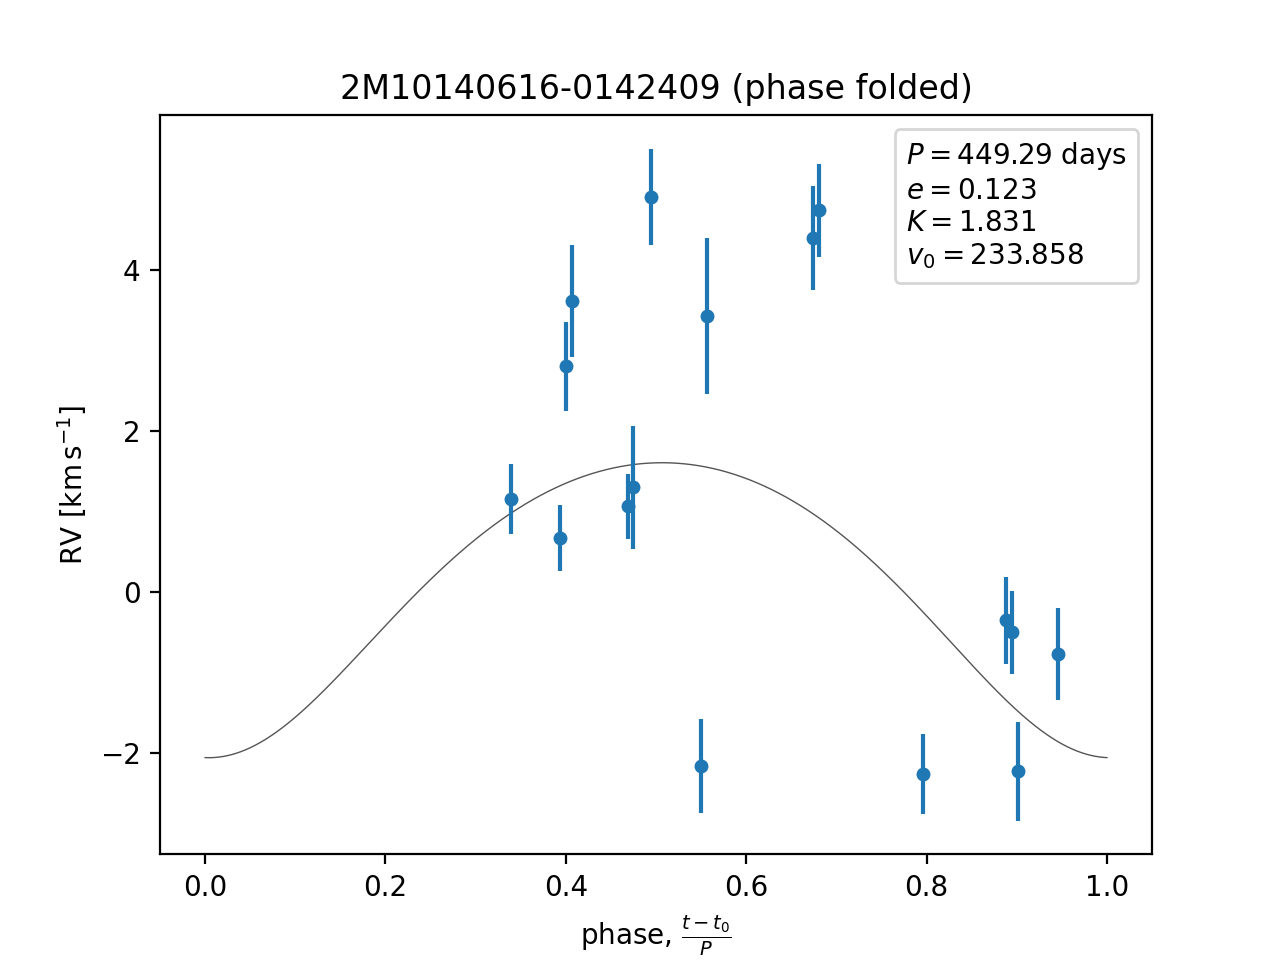 2M10140616-0142409 (phase folded)
P = 449.29 days
e = 0.123
K = 1.831
v₀ = 233.858
4
2
0
−2
RV [km s⁻¹]
0.0 0.2 0.4 0.6 0.8 1.0
phase, (t − t₀)/P